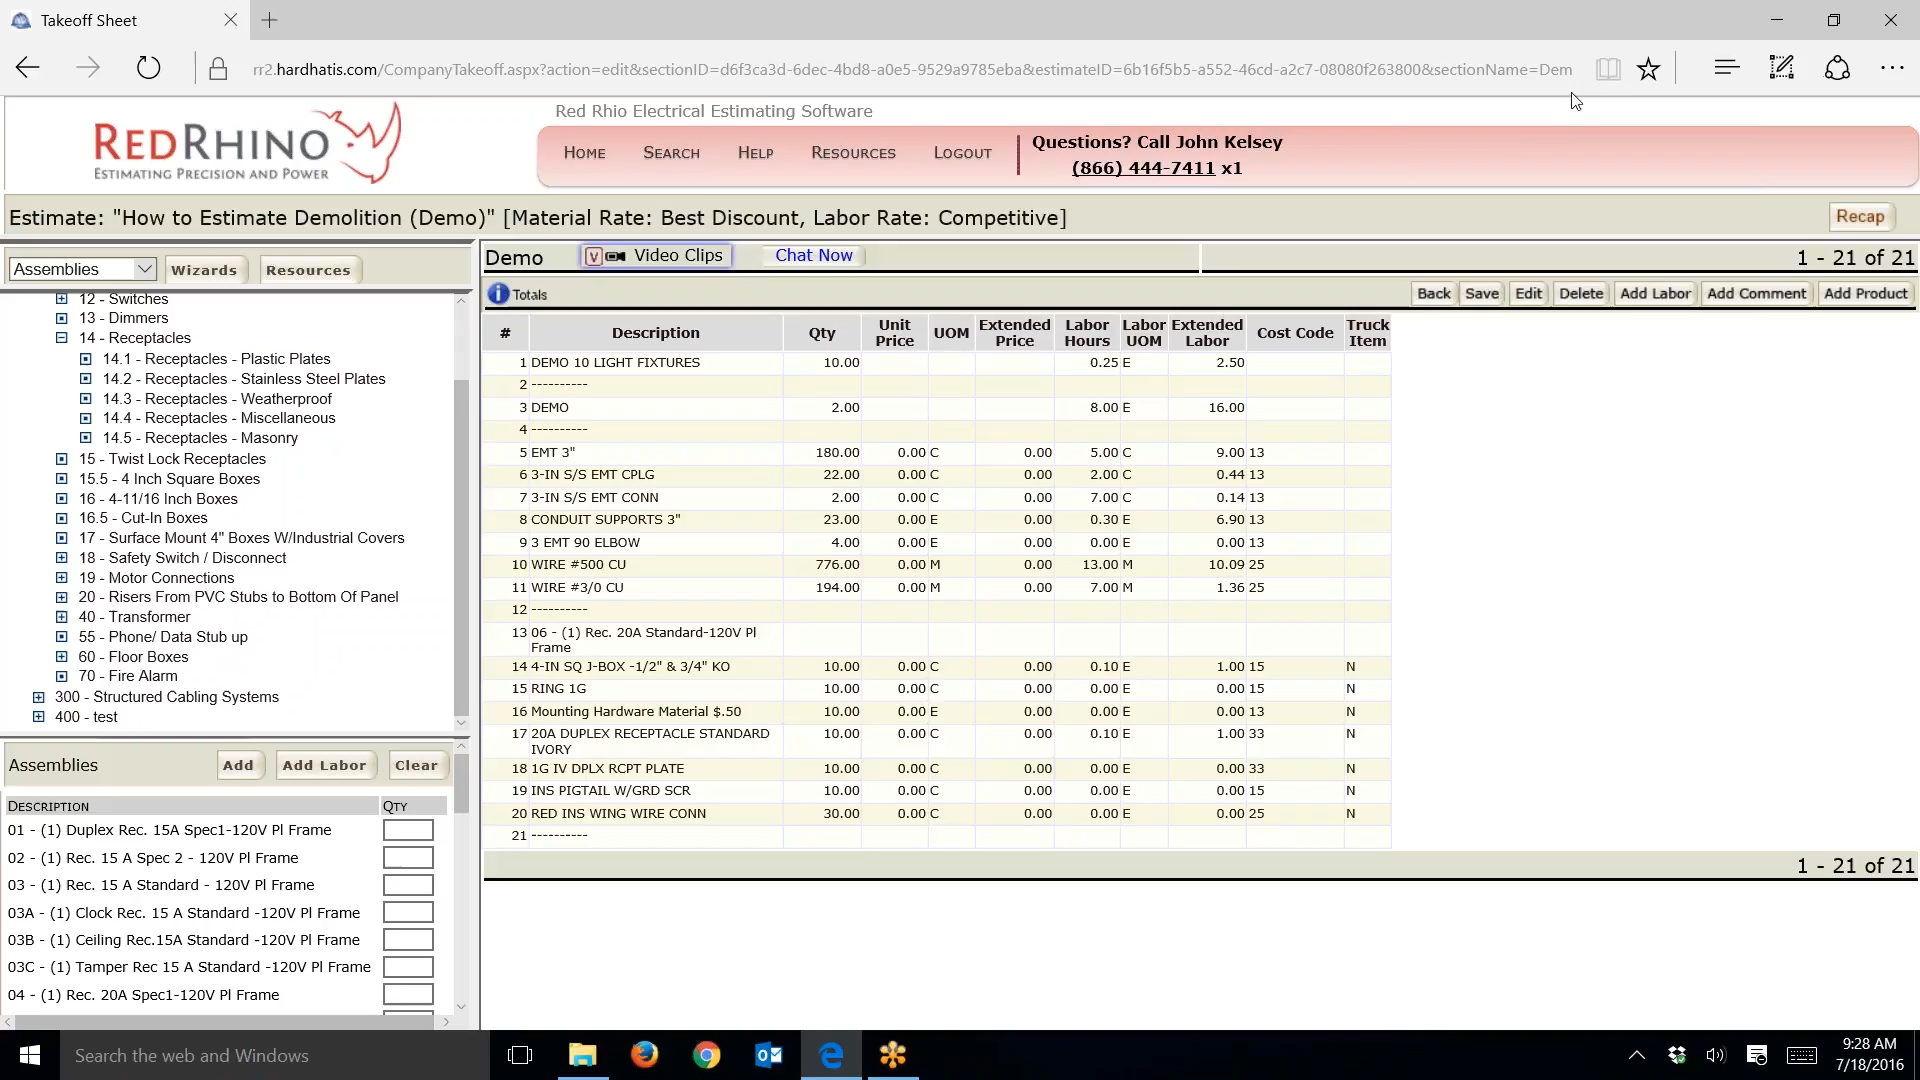 Takeoff Sheet
rr2.hardhatis.com/CompanyTakeoff.aspx?action=edit&sectionID=d6f3ca3d-6dec-4bd8-a0e5-9529a9785eba&estimateID=6b16f5b5-a552-46cd-a2c7-08080f263800&sectionName=Dem
Red Rhio Electrical Estimating Software
REDRHINO
ESTIMATING PRECISION AND POWER
HOME SEARCH HELP RESOURCES LOGOUT
Questions? Call John Kelsey
(866) 444-7411 x1
Estimate: "How to Estimate Demolition (Demo)" [Material Rate: Best Discount, Labor Rate: Competitive]
Recap
Assemblies Wizards Resources
12 - Switches
13 - Dimmers
14 - Receptacles
14.1 - Receptacles - Plastic Plates
14.2 - Receptacles - Stainless Steel Plates
14.3 - Receptacles - Weatherproof
14.4 - Receptacles - Miscellaneous
14.5 - Receptacles - Masonry
15 - Twist Lock Receptacles
15.5 - 4 Inch Square Boxes
16 - 4-11/16 Inch Boxes
16.5 - Cut-In Boxes
17 - Surface Mount 4" Boxes W/Industrial Covers
18 - Safety Switch / Disconnect
19 - Motor Connections
20 - Risers From PVC Stubs to Bottom Of Panel
40 - Transformer
55 - Phone/ Data Stub up
60 - Floor Boxes
70 - Fire Alarm
300 - Structured Cabling Systems
400 - test
Assemblies Add Add Labor Clear
DESCRIPTION QTY
01 - (1) Duplex Rec. 15A Spec1-120V Pl Frame
02 - (1) Rec. 15 A Spec 2 - 120V Pl Frame
03 - (1) Rec. 15 A Standard - 120V Pl Frame
03A - (1) Clock Rec. 15 A Standard -120V Pl Frame
03B - (1) Ceiling Rec.15A Standard -120V Pl Frame
03C - (1) Tamper Rec 15 A Standard -120V Pl Frame
04 - (1) Rec. 20A Spec1-120V Pl Frame
Demo V Video Clips Chat Now 1 - 21 of 21
i Totals Back Save Edit Delete Add Labor Add Comment Add Product
# Description Qty Unit Price UOM Extended Price Labor Hours Labor UOM Extended Labor Cost Code Truck Item
1 DEMO 10 LIGHT FIXTURES 10.00 0.25 E 2.50
2 ----------
3 DEMO 2.00 8.00 E 16.00
4 ----------
5 EMT 3" 180.00 0.00 C 0.00 5.00 C 9.00 13
6 3-IN S/S EMT CPLG 22.00 0.00 C 0.00 2.00 C 0.44 13
7 3-IN S/S EMT CONN 2.00 0.00 C 0.00 7.00 C 0.14 13
8 CONDUIT SUPPORTS 3" 23.00 0.00 E 0.00 0.30 E 6.90 13
9 3 EMT 90 ELBOW 4.00 0.00 E 0.00 0.00 E 0.00 13
10 WIRE #500 CU 776.00 0.00 M 0.00 13.00 M 10.09 25
11 WIRE #3/0 CU 194.00 0.00 M 0.00 7.00 M 1.36 25
12 ----------
13 06 - (1) Rec. 20A Standard-120V Pl
Frame
14 4-IN SQ J-BOX -1/2" & 3/4" KO 10.00 0.00 C 0.00 0.10 E 1.00 15 N
15 RING 1G 10.00 0.00 C 0.00 0.00 E 0.00 15 N
16 Mounting Hardware Material $.50 10.00 0.00 E 0.00 0.00 E 0.00 13 N
17 20A DUPLEX RECEPTACLE STANDARD 10.00 0.00 C 0.00 0.10 E 1.00 33 N
IVORY
18 1G IV DPLX RCPT PLATE 10.00 0.00 C 0.00 0.00 E 0.00 33 N
19 INS PIGTAIL W/GRD SCR 10.00 0.00 C 0.00 0.00 E 0.00 15 N
20 RED INS WING WIRE CONN 30.00 0.00 C 0.00 0.00 E 0.00 25 N
21 ----------
1 - 21 of 21
Search the web and Windows
9:28 AM
7/18/2016